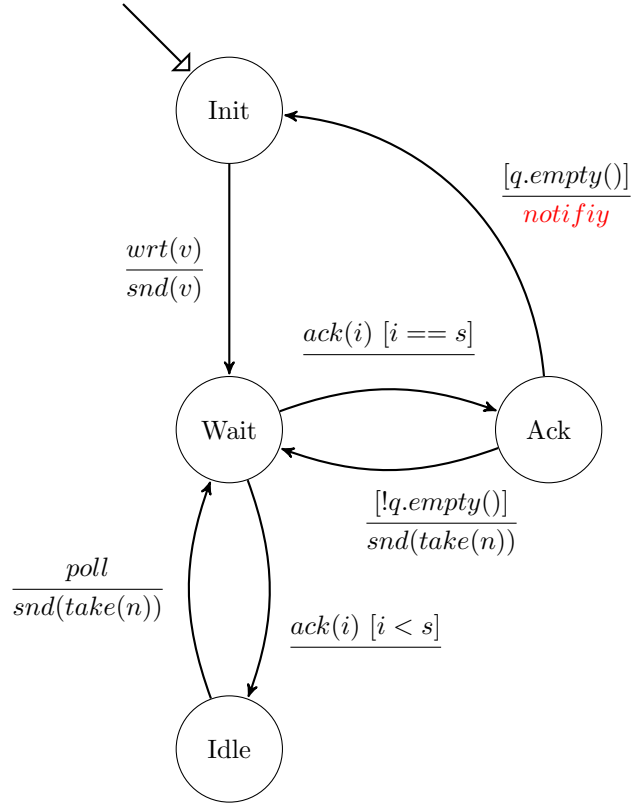 Init
[q.empty()]
notifiy
wrt(v)
snd(v)
ack(i) [i == s]
Wait
Ack
[!q.empty()]
snd(take(n))
poll
snd(take(n))
ack(i) [i < s]
Idle